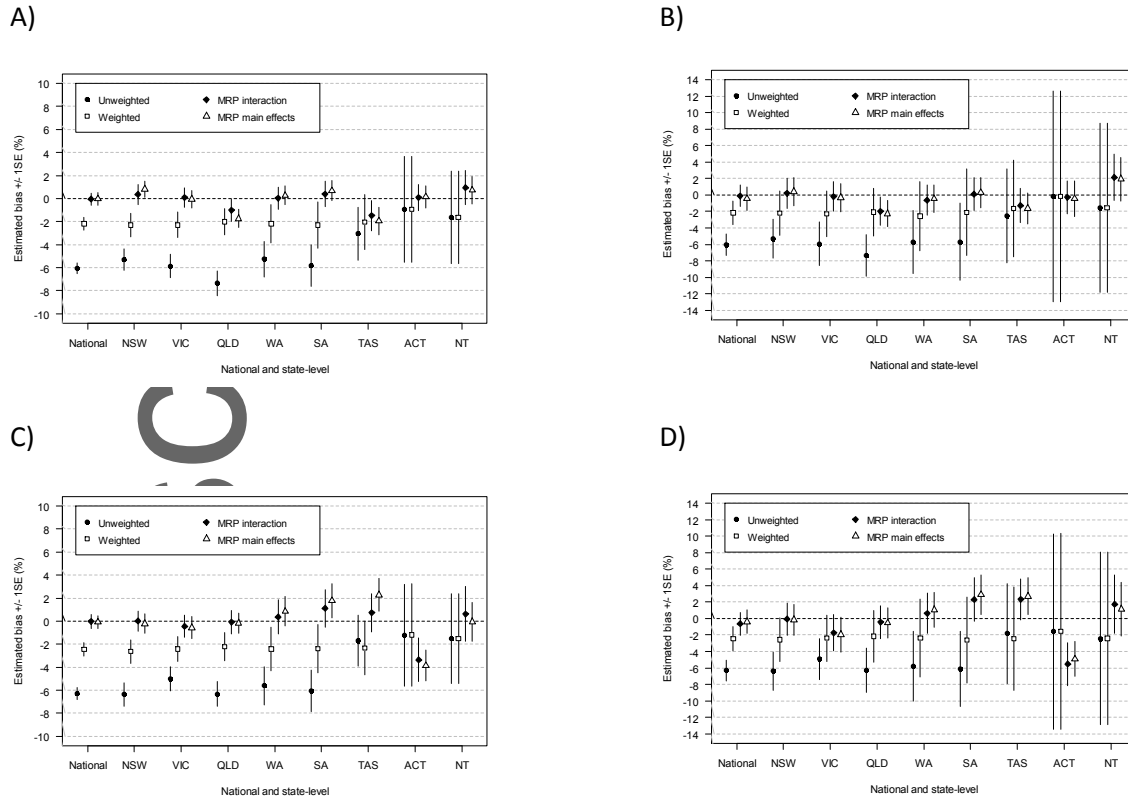 A)
B)
10
8
6
4
2
0
-2
-4
-6
-8
-10
Estimated bias +/- 1SE (%)
Unweighted
Weighted
MRP interaction
MRP main effects
National NSW VIC QLD WA SA TAS ACT NT
National and state-level
14
12
10
8
6
4
2
0
-2
-4
-6
-8
-10
-12
-14
Estimated bias +/- 1SE (%)
Unweighted
Weighted
MRP interaction
MRP main effects
National NSW VIC QLD WA SA TAS ACT NT
National and state-level
C)
D)
sc
10
8
6
4
2
0
-2
-4
-6
-8
-10
Estimated bias +/- 1SE (%)
Unweighted
Weighted
MRP interaction
MRP main effects
National NSW VIC QLD WA SA TAS ACT NT
National and state-level
14
12
10
8
6
4
2
0
-2
-4
-6
-8
-10
-12
-14
Estimated bias +/- 1SE (%)
Unweighted
Weighted
MRP interaction
MRP main effects
National NSW VIC QLD WA SA TAS ACT NT
National and state-level